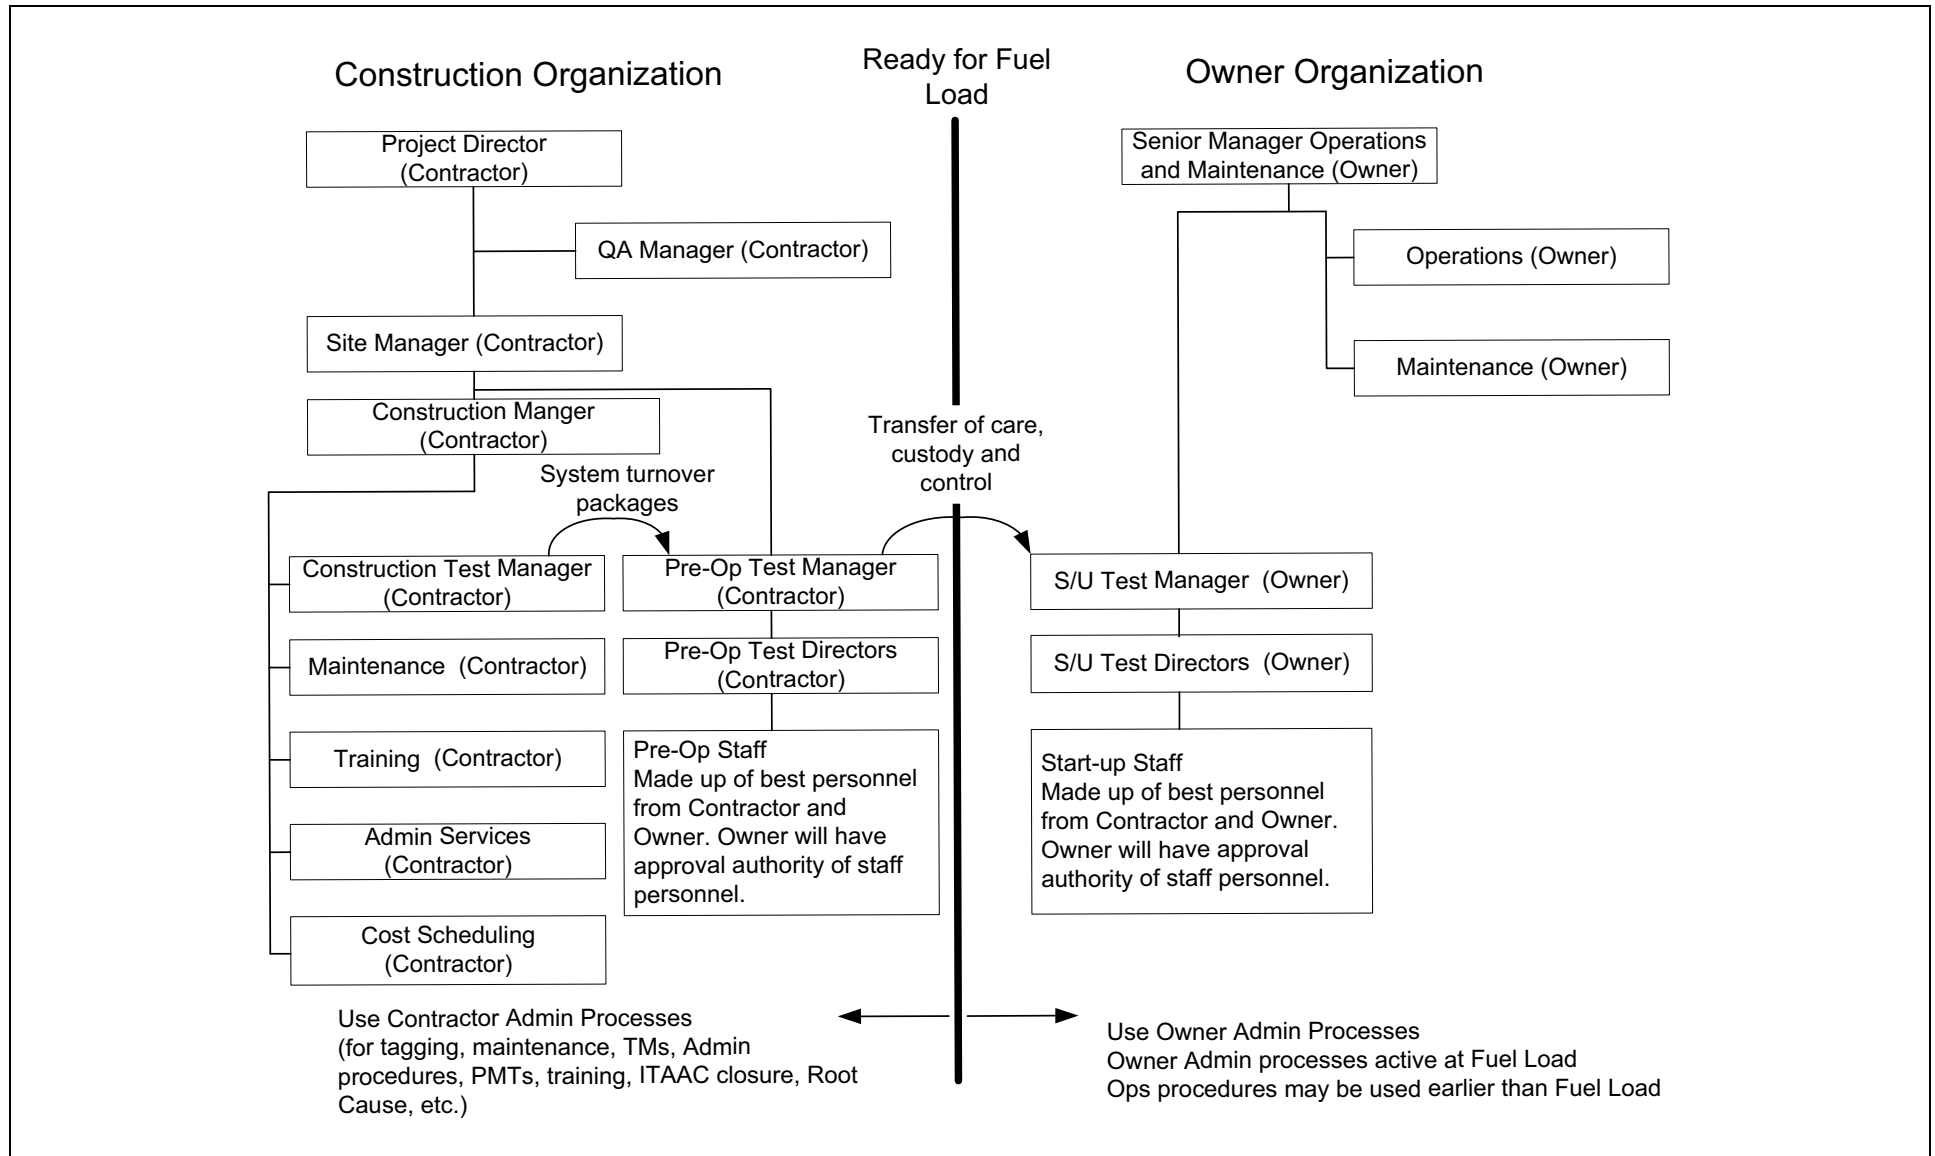 Construction Organization
Ready for Fuel
Load
Owner Organization
Project Director
(Contractor)
QA Manager (Contractor)
Site Manager (Contractor)
Construction Manger
(Contractor)
System turnover
packages
Construction Test Manager
(Contractor)
Maintenance (Contractor)
Training (Contractor)
Admin Services
(Contractor)
Cost Scheduling
(Contractor)
Pre-Op Test Manager
(Contractor)
Pre-Op Test Directors
(Contractor)
Pre-Op Staff
Made up of best personnel
from Contractor and
Owner. Owner will have
approval authority of staff
personnel.
Transfer of care,
custody and
control
Senior Manager Operations
and Maintenance (Owner)
Operations (Owner)
Maintenance (Owner)
S/U Test Manager (Owner)
S/U Test Directors (Owner)
Start-up Staff
Made up of best personnel
from Contractor and Owner.
Owner will have approval
authority of staff personnel.
Use Contractor Admin Processes
(for tagging, maintenance, TMs, Admin
procedures, PMTs, training, ITAAC closure, Root
Cause, etc.)
Use Owner Admin Processes
Owner Admin processes active at Fuel Load
Ops procedures may be used earlier than Fuel Load